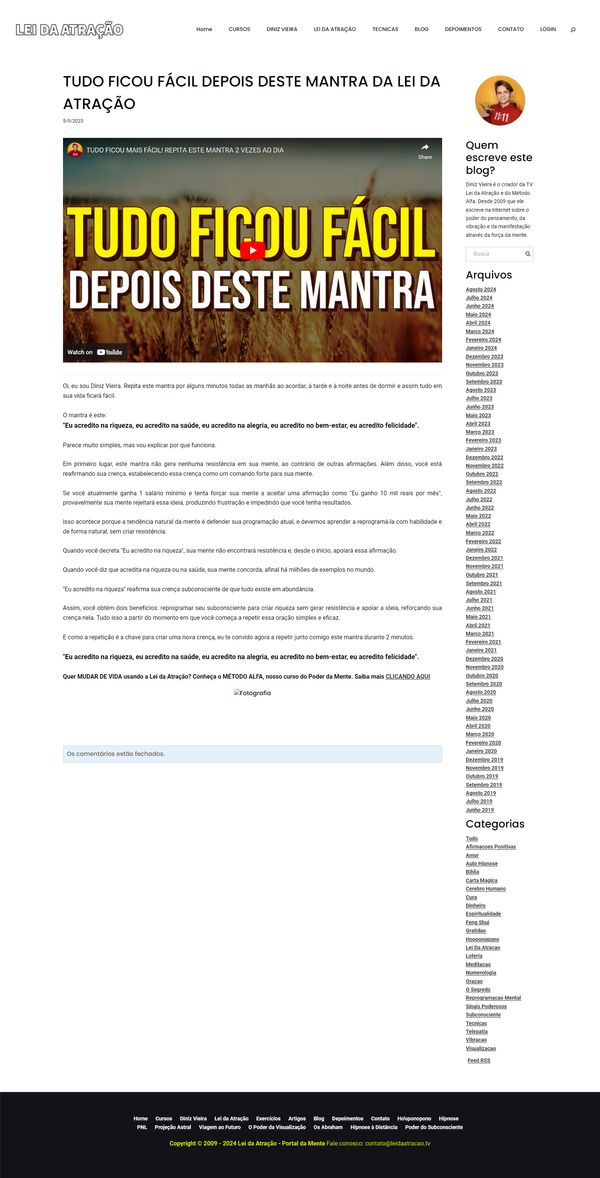 LEI DA ATRAÇÃO
Home CURSOS DINIZ VIEIRA LEI DA ATRAÇÃO TECNICAS BLOG DEPOIMENTOS CONTATO LOGIN
TUDO FICOU FÁCIL DEPOIS DESTE MANTRA DA LEI DA
ATRAÇÃO
5/9/2023
TUDO FICOU MAIS FÁCIL! REPITA ESTE MANTRA 2 VEZES AO DIA
Share
TUDO FICOU FÁCIL
DEPOIS DESTE MANTRA
Watch on YouTube
Oi, eu sou Diniz Vieira. Repita este mantra por alguns minutos todas as manhãs ao acordar, à tarde e à noite antes de dormir e assim tudo em
sua vida ficará fácil.
O mantra é este:
"Eu acredito na riqueza, eu acredito na saúde, eu acredito na alegria, eu acredito no bem-estar, eu acredito felicidade".
Parece muito simples, mas vou explicar por que funciona.
Em primeiro lugar, este mantra não gera nenhuma resistência em sua mente, ao contrário de outras afirmações. Além disso, você está
reafirmando sua crença, estabelecendo essa crença como um comando forte para sua mente.
Se você atualmente ganha 1 salário mínimo e tenta forçar sua mente a aceitar uma afirmação como "Eu ganho 10 mil reais por mês",
provavelmente sua mente rejeitará essa ideia, produzindo frustração e impedindo que você tenha resultados.
Isso acontece porque a tendência natural da mente é defender sua programação atual, e devemos aprender a reprogramá-la com habilidade e
de forma natural, sem criar resistência.
Quando você decreta "Eu acredito na riqueza", sua mente não encontrará resistência e, desde o início, apoiará essa afirmação.
Quando você diz que acredita na riqueza ou na saúde, sua mente concorda, afinal há milhões de exemplos no mundo.
"Eu acredito na riqueza" reafirma sua crença subconsciente de que tudo existe em abundância.
Assim, você obtém dois benefícios: reprogramar seu subconsciente para criar riqueza sem gerar resistência e apoiar a ideia, reforçando sua
crença nela. Tudo isso a partir do momento em que você começa a repetir essa oração simples e eficaz.
E como a repetição é a chave para criar uma nova crença, eu te convido agora a repetir junto comigo este mantra durante 2 minutos.
"Eu acredito na riqueza, eu acredito na saúde, eu acredito na alegria, eu acredito no bem-estar, eu acredito felicidade".
Quer MUDAR DE VIDA usando a Lei da Atração? Conheça o MÉTODO ALFA, nosso curso do Poder da Mente. Saiba mais CLICANDO AQUI
Fotografia
Os comentários estão fechados.
11:11
Quem
escreve este
blog?
Diniz Vieira é o criador da TV
Lei da Atração e do Método
Alfa. Desde 2009 que ele
escreve na Internet sobre o
poder do pensamento, da
vibração e da manifestação
através da força da mente.
Busca
Arquivos
Agosto 2024
Julho 2024
Junho 2024
Maio 2024
Abril 2024
Março 2024
Fevereiro 2024
Janeiro 2024
Dezembro 2023
Novembro 2023
Outubro 2023
Setembro 2023
Agosto 2023
Julho 2023
Junho 2023
Maio 2023
Abril 2023
Março 2023
Fevereiro 2023
Janeiro 2023
Dezembro 2022
Novembro 2022
Outubro 2022
Setembro 2022
Agosto 2022
Julho 2022
Junho 2022
Maio 2022
Abril 2022
Março 2022
Fevereiro 2022
Janeiro 2022
Dezembro 2021
Novembro 2021
Outubro 2021
Setembro 2021
Agosto 2021
Julho 2021
Junho 2021
Maio 2021
Abril 2021
Março 2021
Fevereiro 2021
Janeiro 2021
Dezembro 2020
Novembro 2020
Outubro 2020
Setembro 2020
Agosto 2020
Julho 2020
Junho 2020
Maio 2020
Abril 2020
Março 2020
Fevereiro 2020
Janeiro 2020
Dezembro 2019
Novembro 2019
Outubro 2019
Setembro 2019
Agosto 2019
Julho 2019
Junho 2019
Categorias
Tudo
Afirmacoes Positivas
Amor
Auto Hipnose
Biblia
Carta Magica
Cerebro Humano
Cura
Dinheiro
Espiritualidade
Feng Shui
Gratidao
Hooponopono
Lei Da Atracao
Loteria
Meditacao
Numerologia
Oracao
O Segredo
Reprogramacao Mental
Sinais Poderosos
Subconsciente
Tecnicas
Telepatia
Vibracao
Visualizacao
Feed RSS
Home Cursos Diniz Vieira Lei da Atração Exercícios Artigos Blog Depoimentos Contato Ho'oponopono Hipnose
PNL Projeção Astral Viagem ao Futuro O Poder da Visualização Os Abraham Hipnose à Distância Poder do Subconsciente
Copyright © 2009 - 2024 Lei da Atração - Portal da Mente Fale conosco: contato@leidaatracao.tv